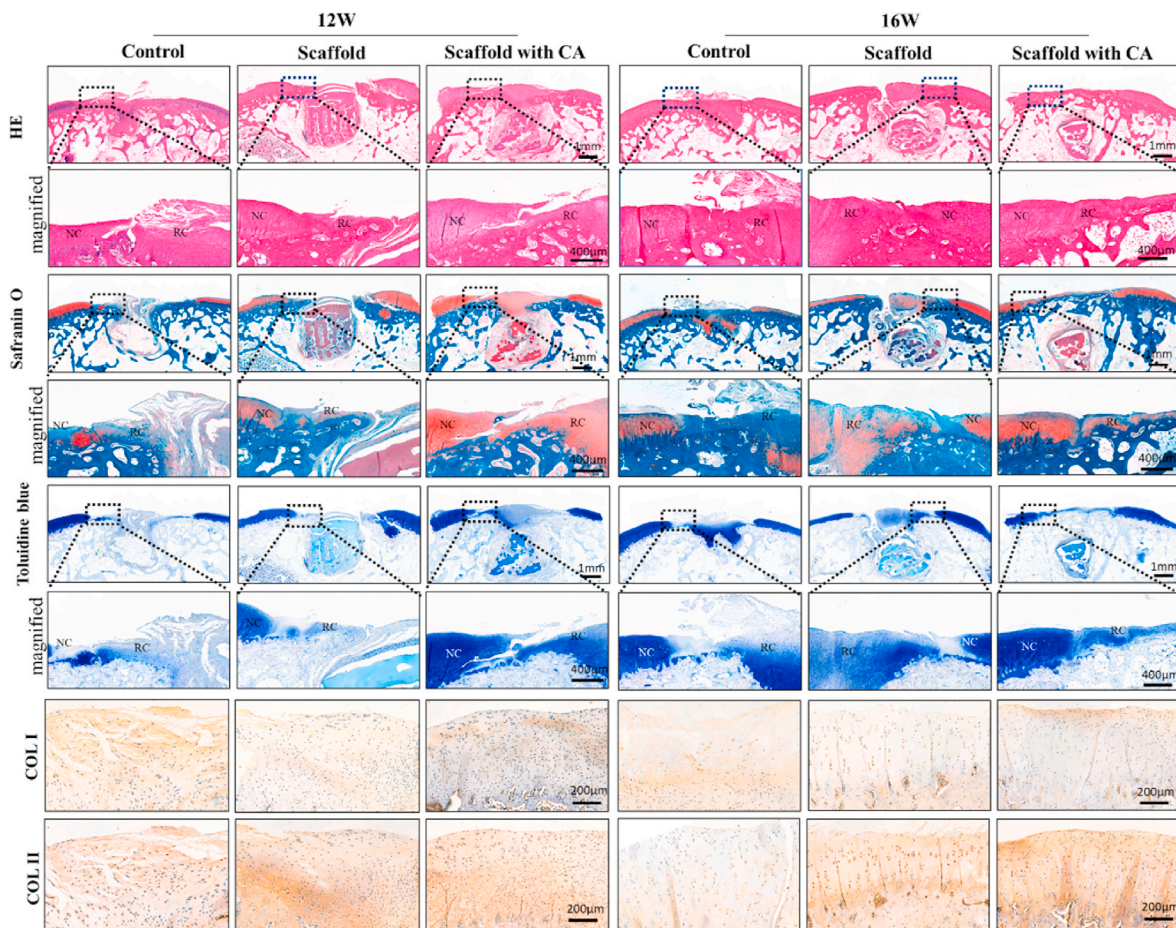 12W 16W
Control Scaffold Scaffold with CA Control Scaffold Scaffold with CA
HE
1mm 1mm
magnified
NC RC NC RC NC RC NC RC RC NC NC RC
400μm 400μm
Safranin O
1mm 1mm
magnified
NC RC NC RC NC RC NC RC RC NC NC RC
400μm 400μm
Toluidine blue
1mm 1mm
magnified
NC RC NC RC NC RC NC RC RC NC NC RC
400μm 400μm
COL I
200μm 200μm
COL II
200μm 200μm